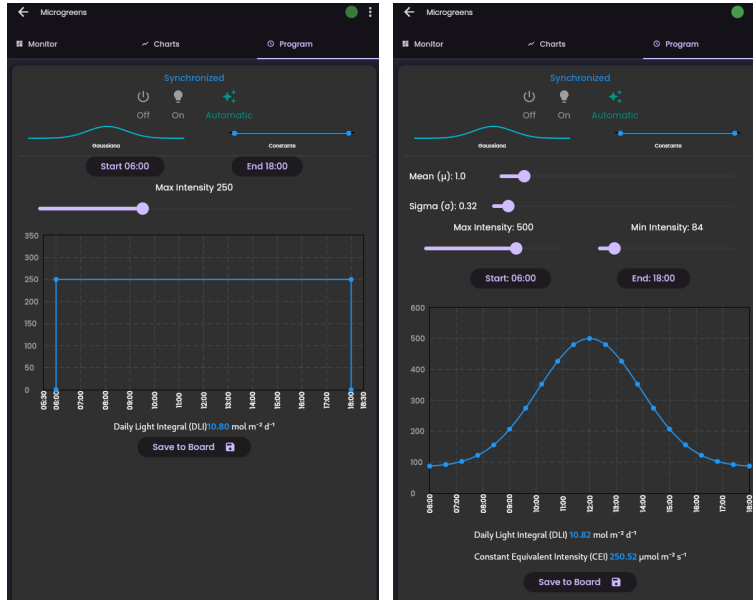 Microgreens
Monitor
Charts
Program
Synchronized
Off
On
Automatic
Gaussiana
Constante
Start 06:00
End 18:00
Max Intensity 250
350
300
250
200
150
100
50
0
05:30
06:00
07:00
08:00
09:00
10:00
11:00
12:00
13:00
14:00
15:00
16:00
17:00
18:00
18:30
Daily Light Integral (DLI)10.80 mol m⁻² d⁻¹
Save to Board
Microgreens
Monitor
Charts
Program
Synchronized
Off
On
Automatic
Gaussiana
Constante
Mean (μ): 1.0
Sigma (σ): 0.32
Max Intensity: 500
Min Intensity: 84
Start: 06:00
End: 18:00
600
500
400
300
200
100
0
06:00
07:00
08:00
09:00
10:00
11:00
12:00
13:00
14:00
15:00
16:00
17:00
18:00
Daily Light Integral (DLI) 10.82 mol m⁻² d⁻¹
Constant Equivalent Intensity (CEI) 250.52 μmol m⁻² s⁻¹
Save to Board